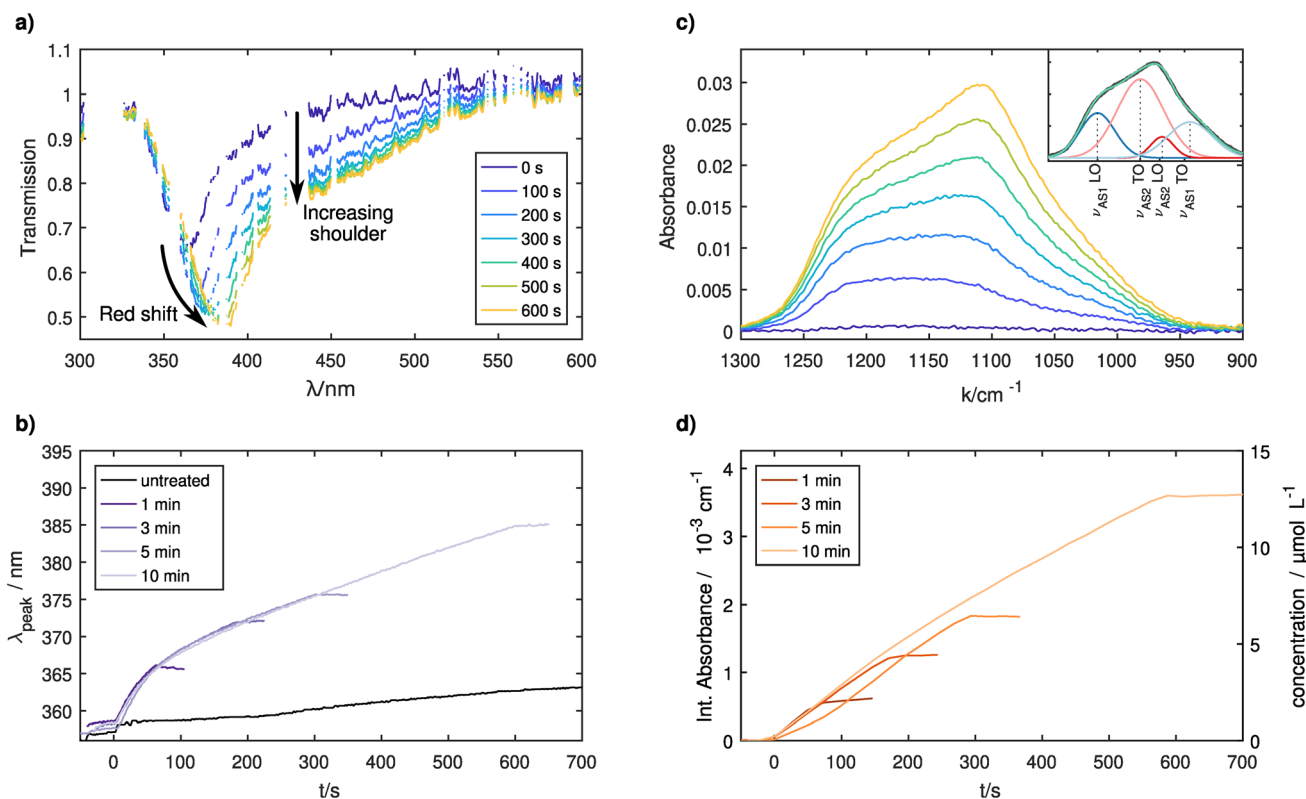 a)
1.1
1
0.9
0.8
0.7
0.6
0.5
Transmission
300
350
400
450
500
550
600
λ/nm
Red shift
Increasing
shoulder
0 s
100 s
200 s
300 s
400 s
500 s
600 s
c)
0.03
0.025
0.02
0.015
0.01
0.005
0
Absorbance
1300
1250
1200
1150
1100
1050
1000
950
900
k/cm -1
LO
TO
LO
TO
νAS1
νAS2
νAS2
νAS1
b)
395
390
385
380
375
370
365
360
λpeak / nm
untreated
1 min
3 min
5 min
10 min
0
100
200
300
400
500
600
700
t/s
d)
4
3
2
1
0
Int. Absorbance / 10-3 cm-1
1 min
3 min
5 min
10 min
15
10
5
0
concentration / μmol L-1
0
100
200
300
400
500
600
700
t/s